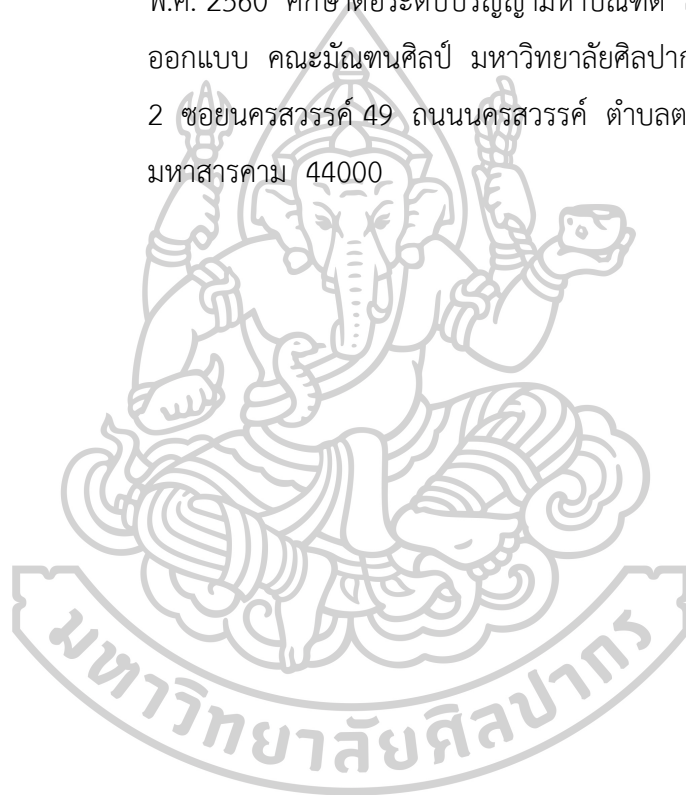 พ.ศ. 2560 ศึกษาต่อระดับปริญญามหาบัณฑิต
ออกแบบ คณะมัณฑนศิลป์ มหาวิทยาลัยศิลปาก
2 ซอยนครสวรรค์ 49 ถนนนครสวรรค์ ตำบลต
มหาสารคาม 44000
มหาวิทยาลัยศิลปากร